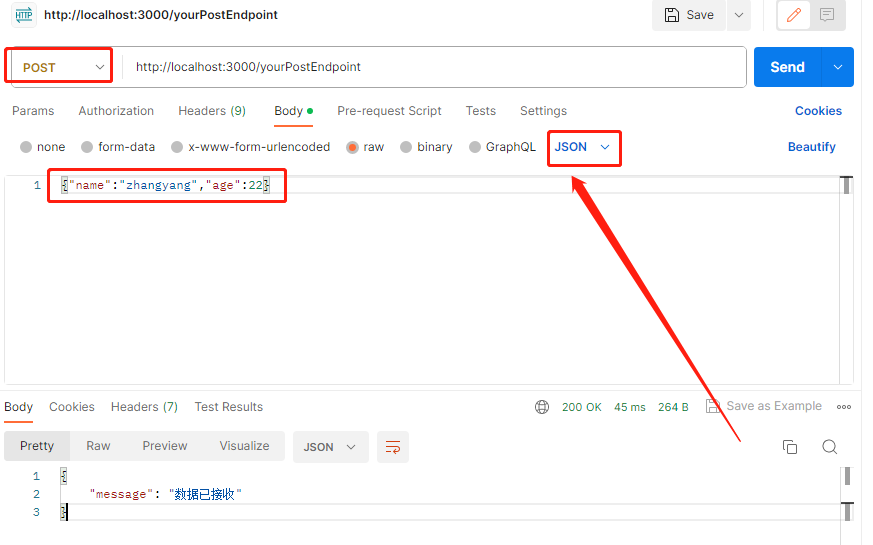 HTTP http://localhost:3000/yourPostEndpoint Save
POST http://localhost:3000/yourPostEndpoint Send
Params Authorization Headers (9) Body Pre-request Script Tests Settings Cookies
none form-data x-www-form-urlencoded raw binary GraphQL JSON Beautify
1 {"name":"zhangyang","age":22}
Body Cookies Headers (7) Test Results 200 OK 45 ms 264 B Save as Example
Pretty Raw Preview Visualize JSON
1 {
2 "message": "数据已接收"
3 }